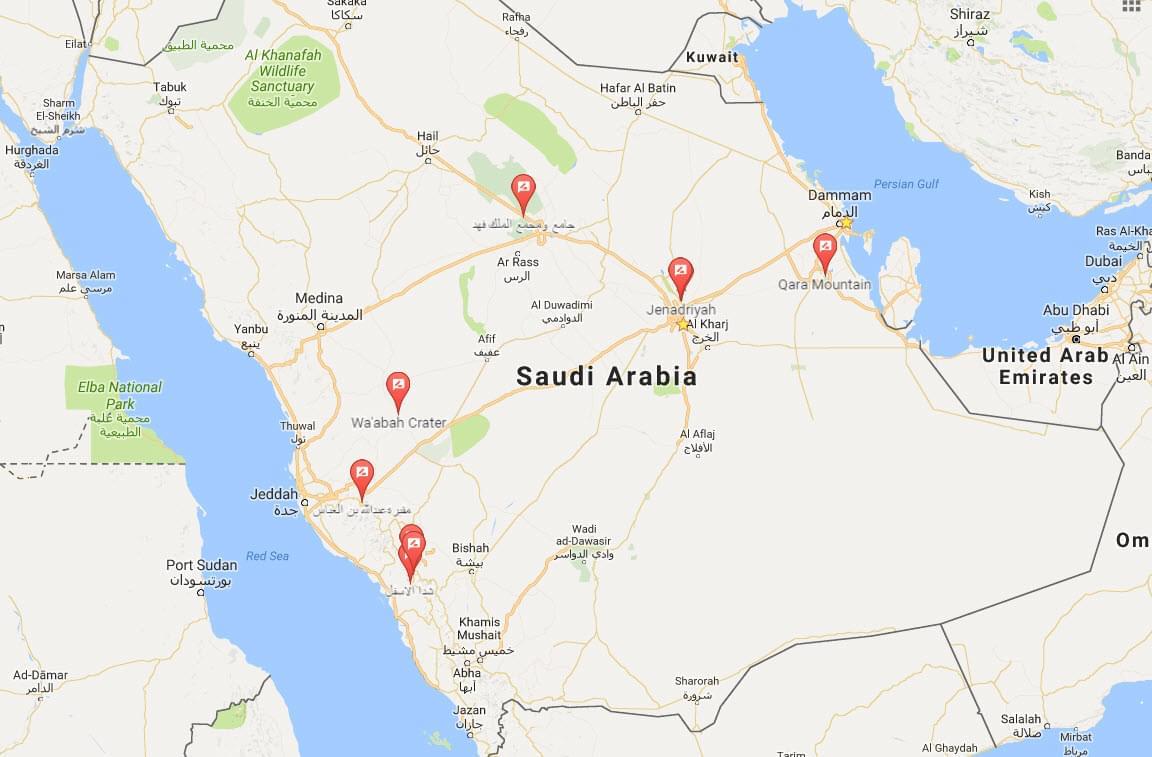 Sakaka
سكاكا
Rafha
رفحاء
Shiraz
شیراز
Eilat
محمية الطبيق
Al Khanafah
Wildlife
Sanctuary
محمية الخنفة
Kuwait
Tabuk
تبوك
Hafar Al Batin
حفر الباطن
Sharm
El-Sheikh
شرم الشيخ
Hail
حائل
Hurghada
الغردقة
Banda
عباس
Persian Gulf
Kish
کیش
Dammam
الدمام
جامع ومجمع الملك فهد
Ras Al-Kha
الخيمة
Dubai
دبي
Ar Rass
الرس
Marsa Alam
مرسى علم
Qara Mountain
Medina
المدينة المنورة
Al Duwadimi
الدوادمي
Jenadriyah
Abu Dhabi
أبو ظبي
Yanbu
ينبع
Al Kharj
الخرج
Afif
عفيف
United Arab
Emirates
Al Ain
العين
Saudi Arabia
Elba National
Park
محمية عُلبة
الطبيعية
Wa'abah Crater
Thuwal
ثول
Al Aflaj
الأفلاج
Jeddah
جدة
مقبرة عبدالله بن العباس
Wadi
ad-Dawasir
وادي الدواسر
Om
Red Sea
Bishah
بيشة
Port Sudan
بورتسودان
شدا الاسفل
Khamis
Mushait
خميس مشيط
Ad-Dāmar
الدامر
Abha
أبها
Sharorah
شرورة
Jazan
جازان
Salalah
صلالة
Mirbat
مرباط
Tarim
Al Ghaydah